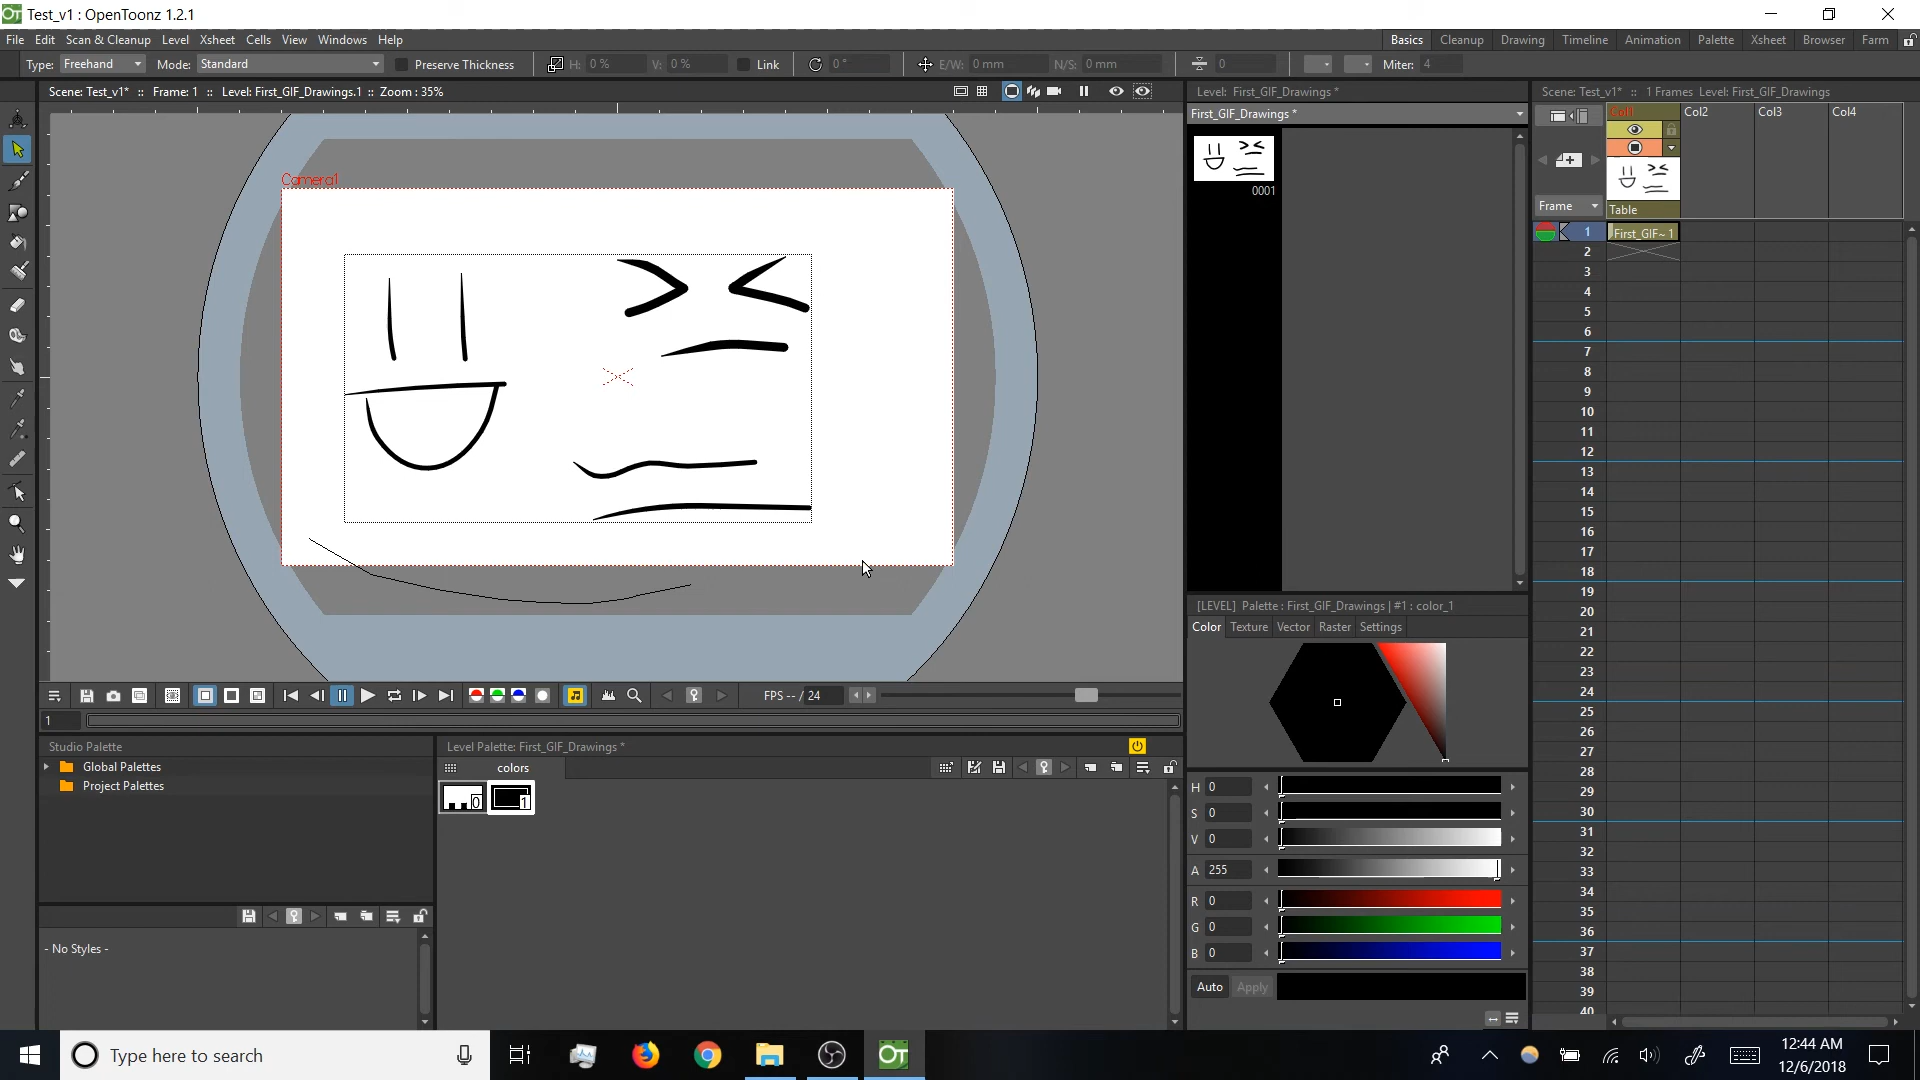 Test_v1 : OpenToonz 1.2.1
File Edit Scan & Cleanup Level Xsheet Cells View Windows Help
Basics Cleanup Drawing Timeline Animation Palette Xsheet Browser Farm
Type: Freehand Mode: Standard Preserve Thickness H: 0 % V: 0 % Link 0 ° E/W: 0 mm N/S: 0 mm 0 Miter: 4
Scene: Test_v1* :: Frame: 1 :: Level: First_GIF_Drawings.1 :: Zoom : 35%
Level: First_GIF_Drawings *
Scene: Test_v1* :: 1 Frames Level: First_GIF_Drawings
First_GIF_Drawings *
Col1 Col2 Col3 Col4
Camera1
0001
Frame
Table
1 First_GIF~ 1
2
3
4
5
6
7
8
9
10
11
12
13
14
15
16
17
18
19
20
21
22
23
24
25
26
27
28
29
30
31
32
33
34
35
36
37
38
39
40
[LEVEL] Palette : First_GIF_Drawings | #1 : color_1
Color Texture Vector Raster Settings
FPS -- / 24
1
Studio Palette
Global Palettes
Project Palettes
- No Styles -
Level Palette: First_GIF_Drawings *
colors
0 1
H 0
S 0
V 0
A 255
R 0
G 0
B 0
Auto Apply
Type here to search
OT
12:44 AM
12/6/2018